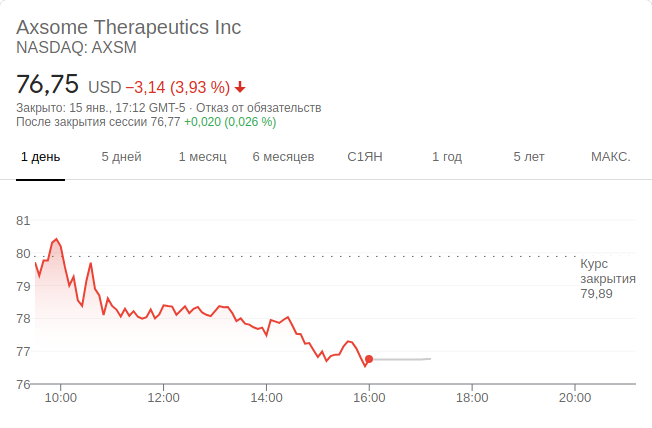 Axsome Therapeutics Inc
NASDAQ: AXSM
76,75 USD −3,14 (3,93 %)
Закрыто: 15 янв., 17:12 GMT-5 · Отказ от обязательств
После закрытия сессии 76,77 +0,020 (0,026 %)
1 день 5 дней 1 месяц 6 месяцев С1ЯН 1 год 5 лет МАКС.
81
80
79
78
77
76
Курс
закрытия
79,89
10:00 12:00 14:00 16:00 18:00 20:00